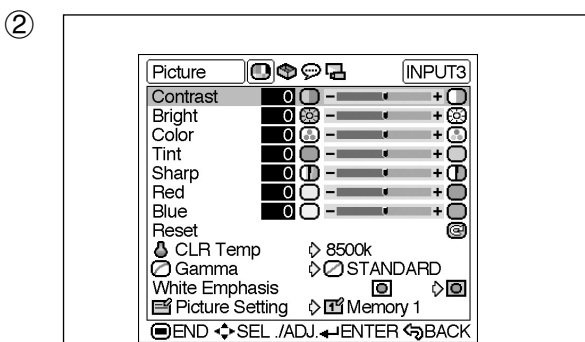 ②
Picture INPUT3
Contrast 0 - +
Bright 0 - +
Color 0 - +
Tint 0 - +
Sharp 0 - +
Red 0 - +
Blue 0 - +
Reset
CLR Temp 8500k
Gamma STANDARD
White Emphasis
Picture Setting 1 Memory 1
END SEL ./ADJ. ENTER BACK